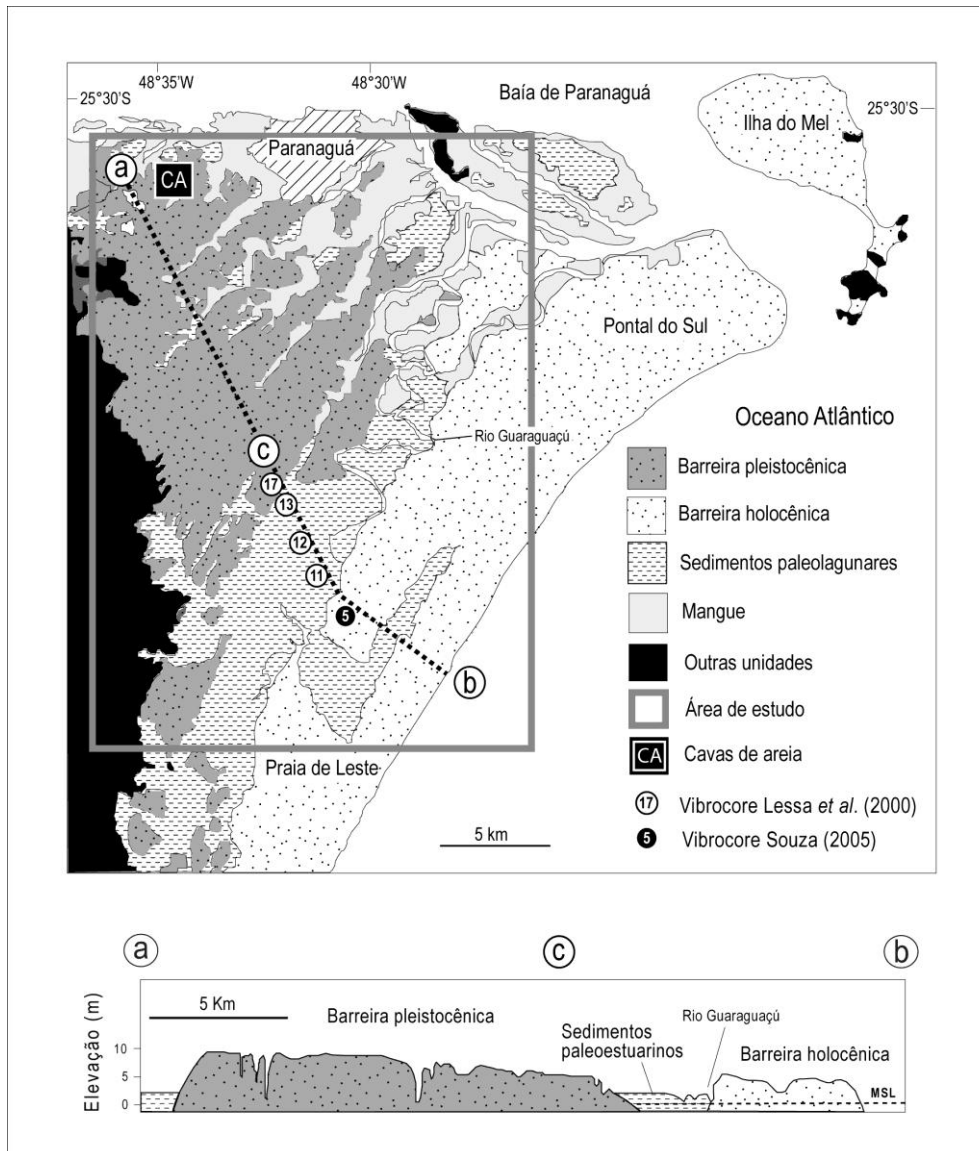 48°35'W
48°30'W
25°30'S
25°30'S
Baía de Paranaguá
Ilha do Mel
Paranaguá
a
CA
Pontal do Sul
Oceano Atlântico
Rio Guaraguaçú
c
17
13
12
11
5
b
Praia de Leste
5 km
Barreira pleistocênica
Barreira holocênica
Sedimentos paleolagunares
Mangue
Outras unidades
Área de estudo
CA Cavas de areia
17 Vibrocore Lessa et al. (2000)
5 Vibrocore Souza (2005)
a
c
b
5 Km
Barreira pleistocênica
Sedimentos
paleoestuarinos
Rio Guaraguaçú
Barreira holocênica
Elevação (m)
10
5
0
MSL